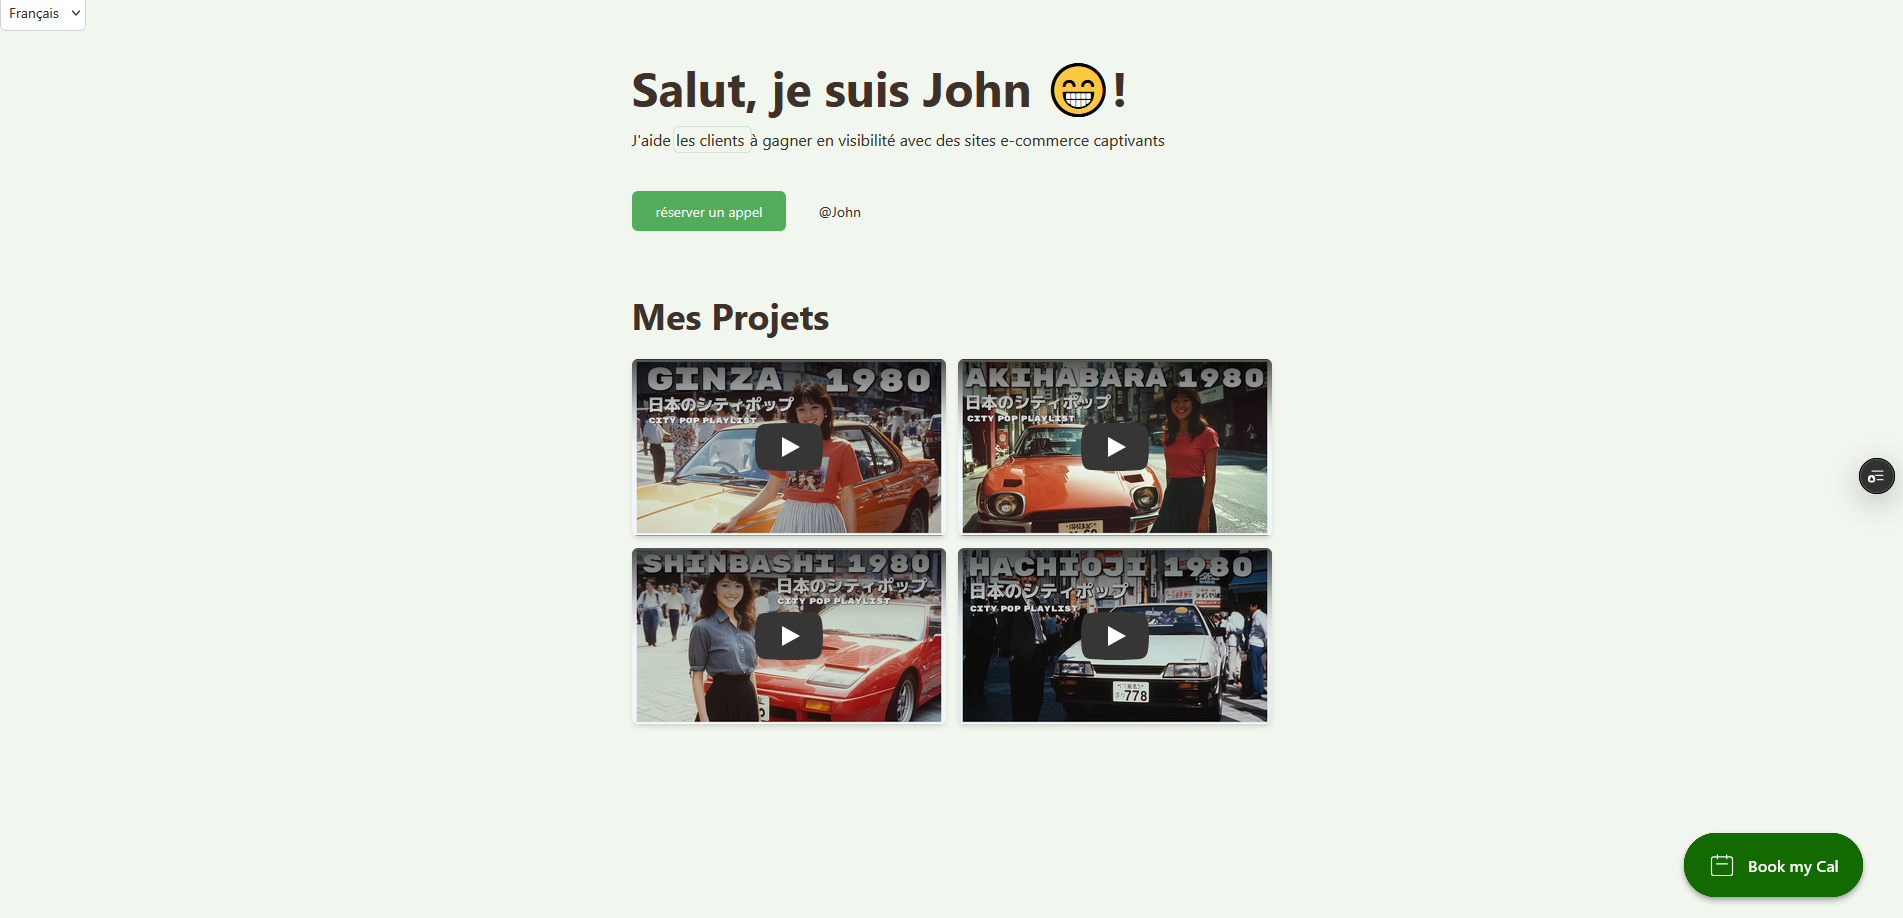 Français
Salut, je suis John 😁!
J'aide les clients à gagner en visibilité avec des sites e-commerce captivants
réserver un appel
@John
Mes Projets
GINZA 1980
日本のシティポップ
CITY POP PLAYLIST
AKIHABARA 1980
日本のシティポップ
CITY POP PLAYLIST
SHINBASHI 1980
日本のシティポップ
CITY POP PLAYLIST
HACHIOJI 1980
日本のシティポップ
CITY POP PLAYLIST
778
Book my Cal